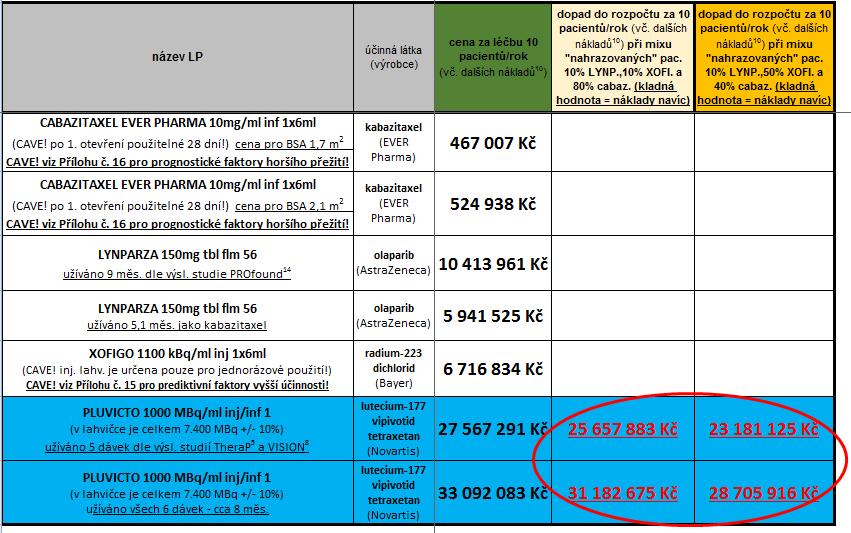 název LP
účinná látka
(výrobce)
cena za léčbu 10
pacientů/rok
(vč. dalších nákladů10)
dopad do rozpočtu za 10
pacientů/rok (vč. dalších
nákladů10) při mixu
"nahrazovaných" pac.
10% LYNP.,10% XOFI. a
80% cabaz. (kladná
hodnota = náklady navíc)
dopad do rozpočtu za 10
pacientů/rok (vč. dalších
nákladů10) při mixu
"nahrazovaných" pac.
10% LYNP.,50% XOFI. a
40% cabaz. (kladná
hodnota = náklady navíc)
CABAZITAXEL EVER PHARMA 10mg/ml inf 1x6ml
(CAVE! po 1. otevření použitelné 28 dní!) cena pro BSA 1,7 m2
CAVE! viz Přílohu č. 16 pro prognostické faktory horšího přežití!
kabazitaxel
(EVER
Pharma)
467 007 Kč
CABAZITAXEL EVER PHARMA 10mg/ml inf 1x6ml
(CAVE! po 1. otevření použitelné 28 dní!) cena pro BSA 2,1 m2
CAVE! viz Přílohu č. 16 pro prognostické faktory horšího přežití!
kabazitaxel
(EVER
Pharma)
524 938 Kč
LYNPARZA 150mg tbl flm 56
užíváno 9 měs. dle výsl. studie PROfound14
olaparib
(AstraZeneca)
10 413 961 Kč
LYNPARZA 150mg tbl flm 56
užíváno 5,1 měs. jako kabazitaxel
olaparib
(AstraZeneca)
5 941 525 Kč
XOFIGO 1100 kBq/ml inj 1x6ml
(CAVE! inj. lahv. je určena pouze pro jednorázové použití!)
CAVE! viz Přílohu č. 15 pro prediktivní faktory vyšší účinnosti!
radium-223
dichlorid
(Bayer)
6 716 834 Kč
PLUVICTO 1000 MBq/ml inj/inf 1
(v lahvičce je celkem 7.400 MBq +/- 10%)
užíváno 5 dávek dle výsl. studií TheraP5 a VISION8
lutecium-177
vipivotid
tetraxetan
(Novartis)
27 567 291 Kč
25 657 883 Kč
23 181 125 Kč
PLUVICTO 1000 MBq/ml inj/inf 1
(v lahvičce je celkem 7.400 MBq +/- 10%)
užíváno všech 6 dávek - cca 8 měs.
lutecium-177
vipivotid
tetraxetan
(Novartis)
33 092 083 Kč
31 182 675 Kč
28 705 916 Kč